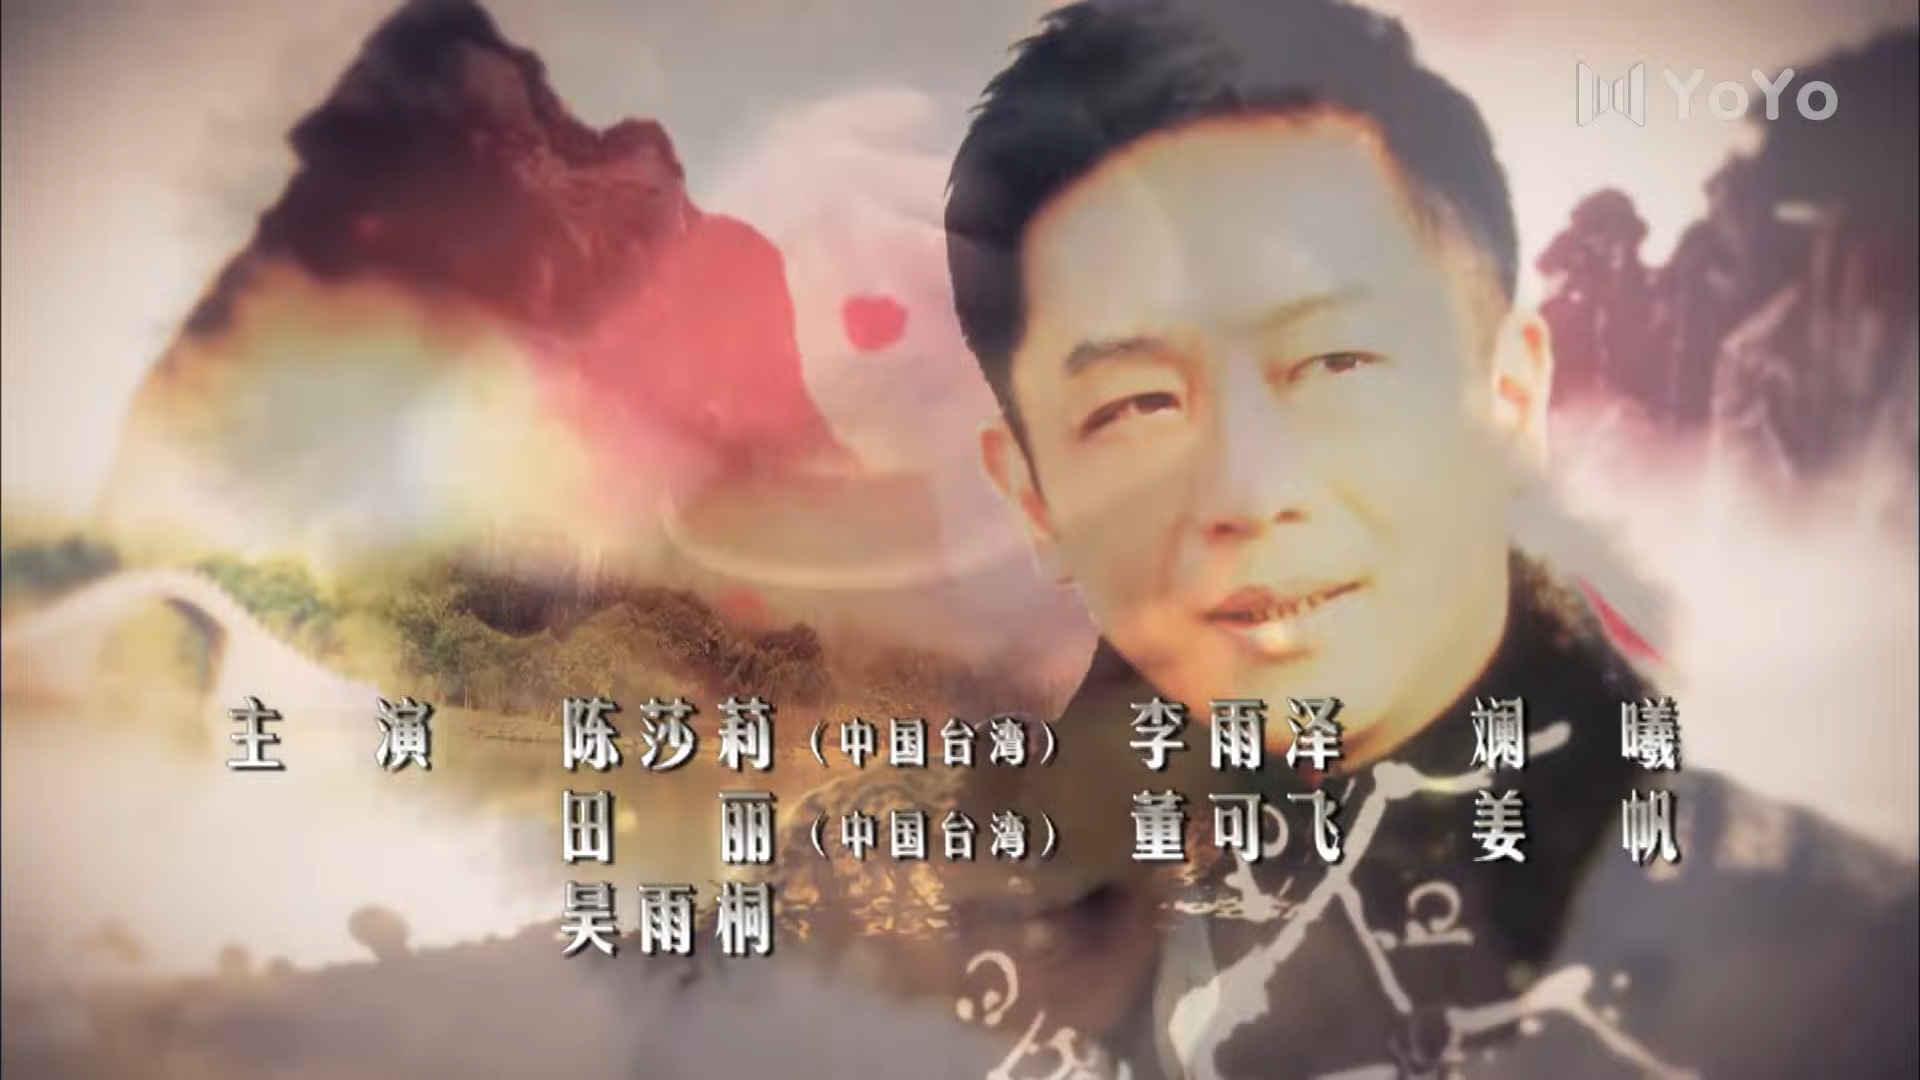 YoYo
主 演 陈莎莉（中国台湾） 李雨泽 斓 曦
田 丽（中国台湾） 董可飞 姜 帆
吴雨桐